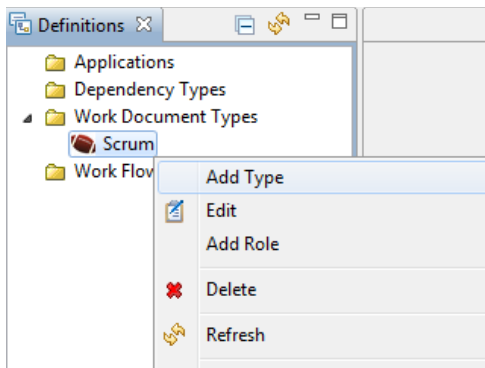 Definitions
Applications
Dependency Types
Work Document Types
Scrum
Work Flow
Add Type
Edit
Add Role
Delete
Refresh